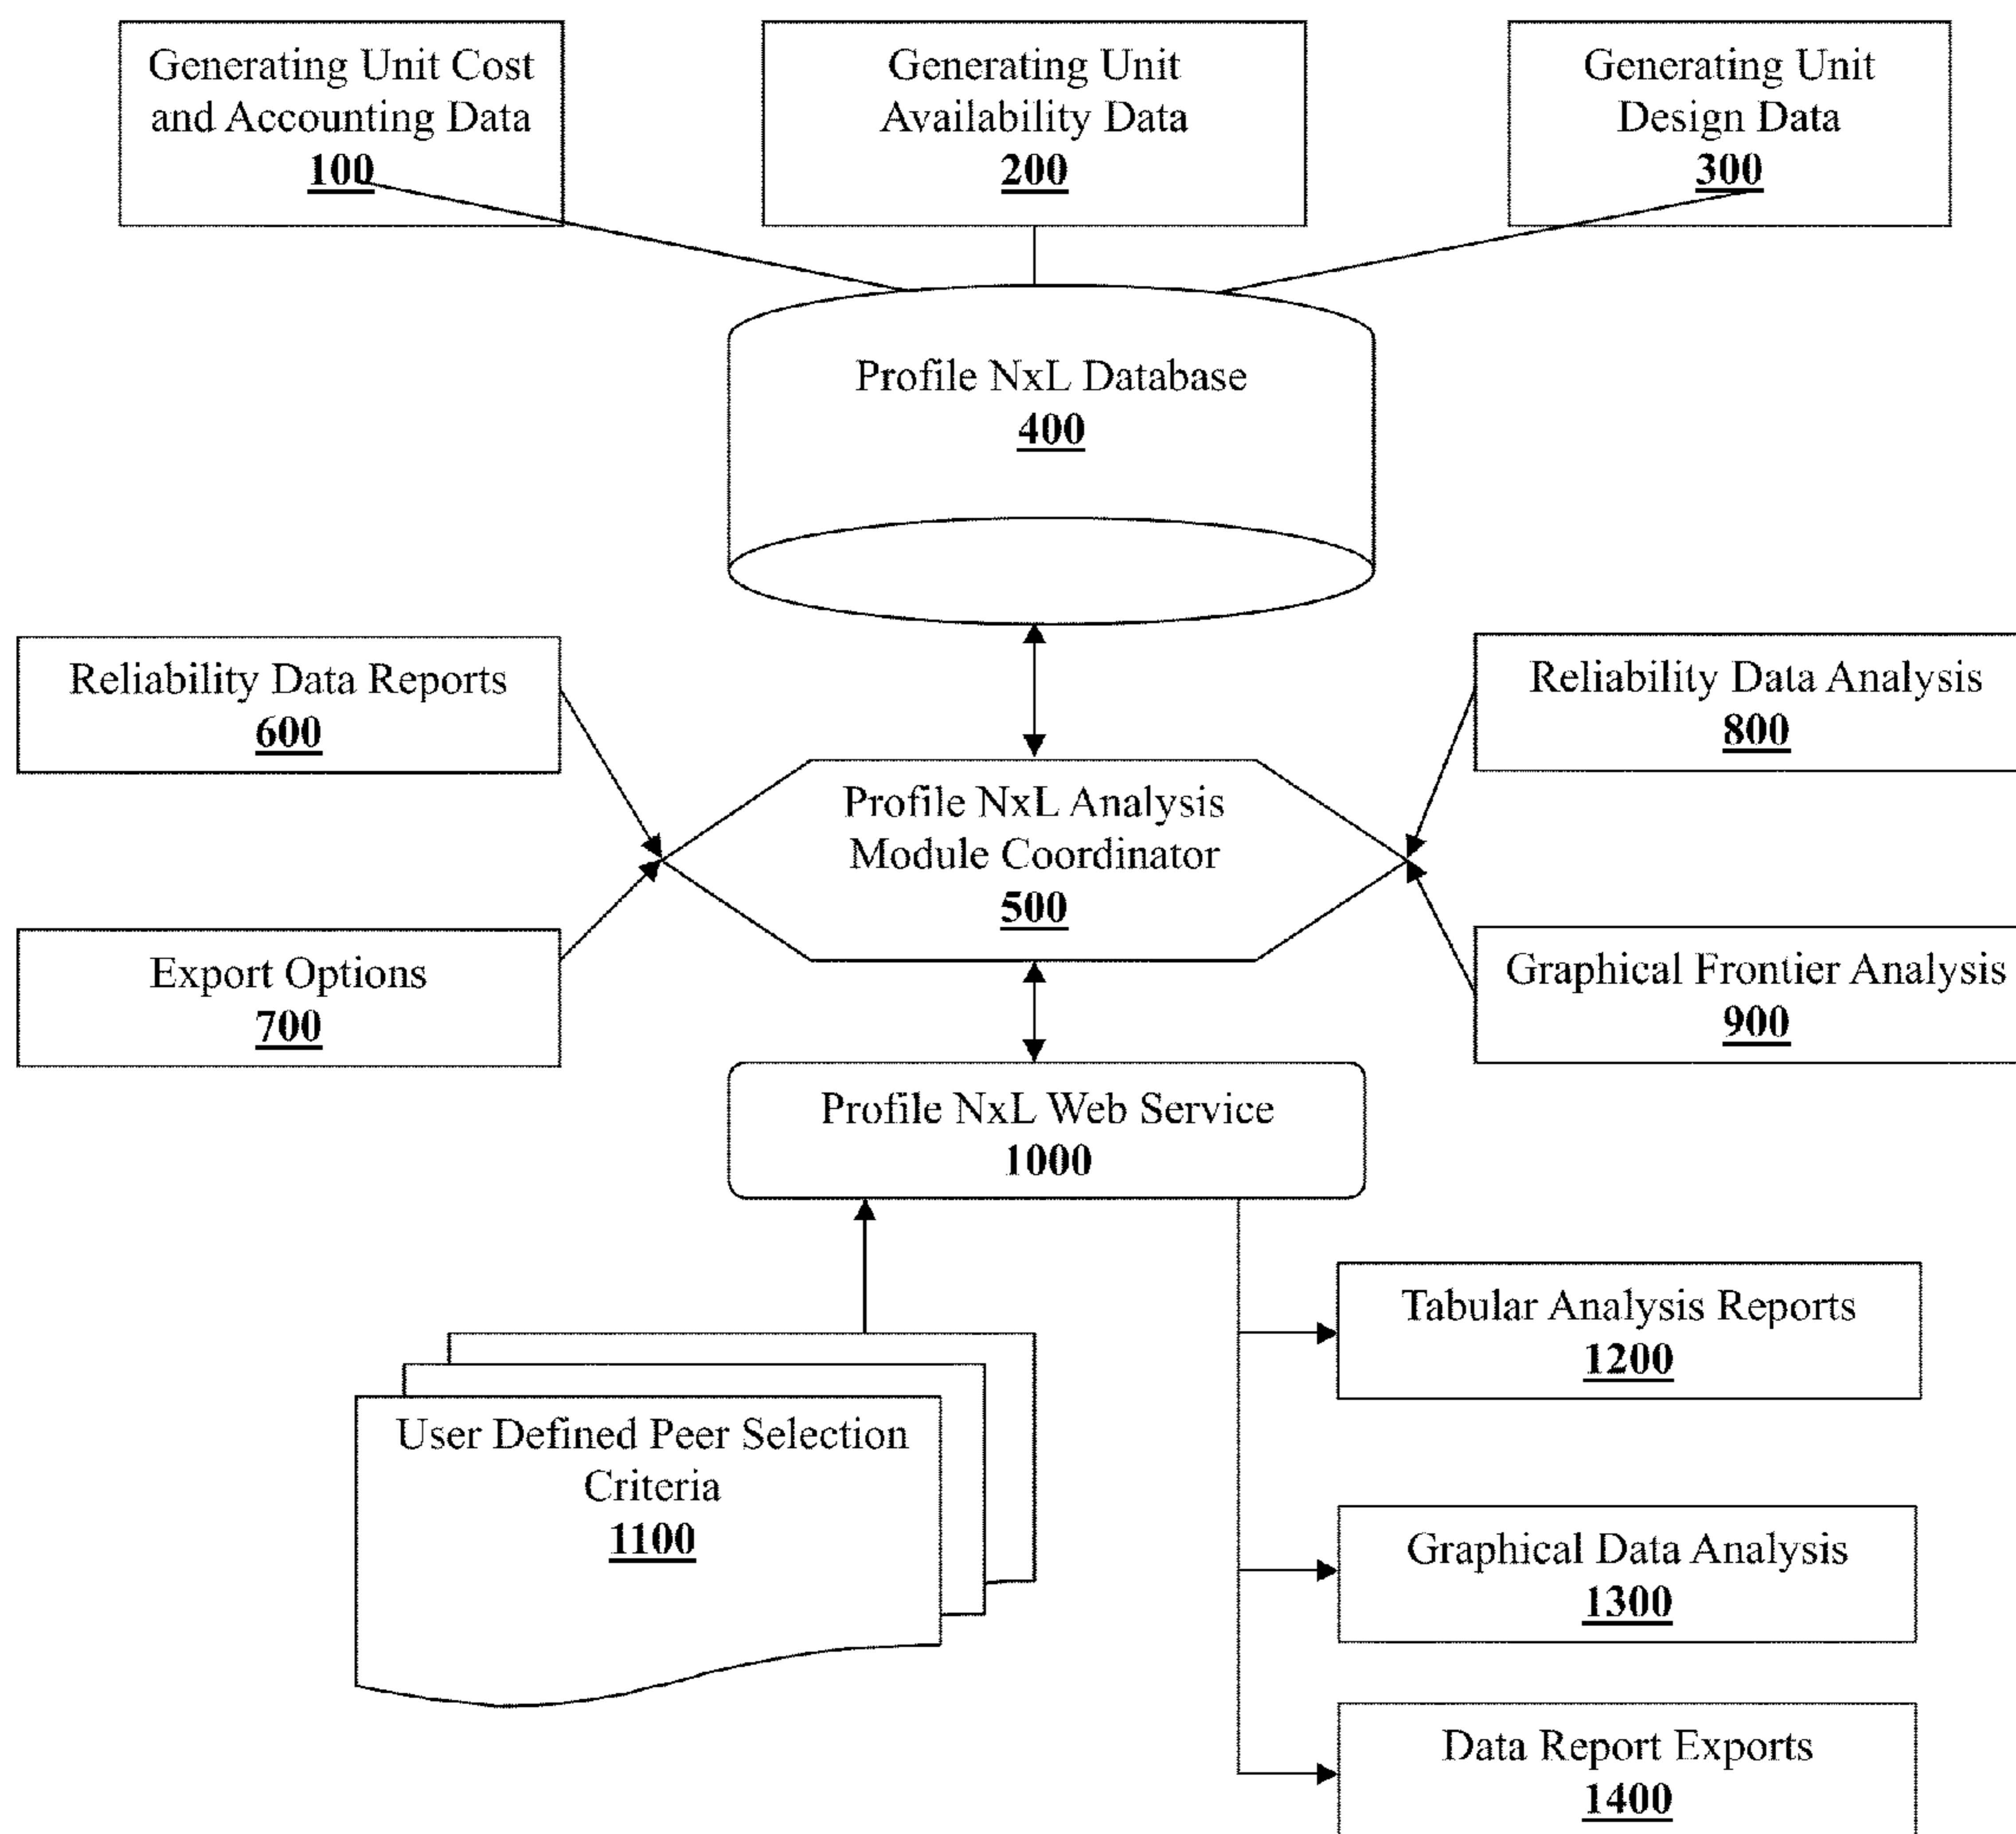 Generating Unit Cost
and Accounting Data
100
Generating Unit
Availability Data
200
Generating Unit
Design Data
300
Profile NxL Database
400
Reliability Data Reports
600
Reliability Data Analysis
800
Profile NxL Analysis
Module Coordinator
500
Export Options
700
Graphical Frontier Analysis
900
Profile NxL Web Service
1000
User Defined Peer Selection
Criteria
1100
Tabular Analysis Reports
1200
Graphical Data Analysis
1300
Data Report Exports
1400